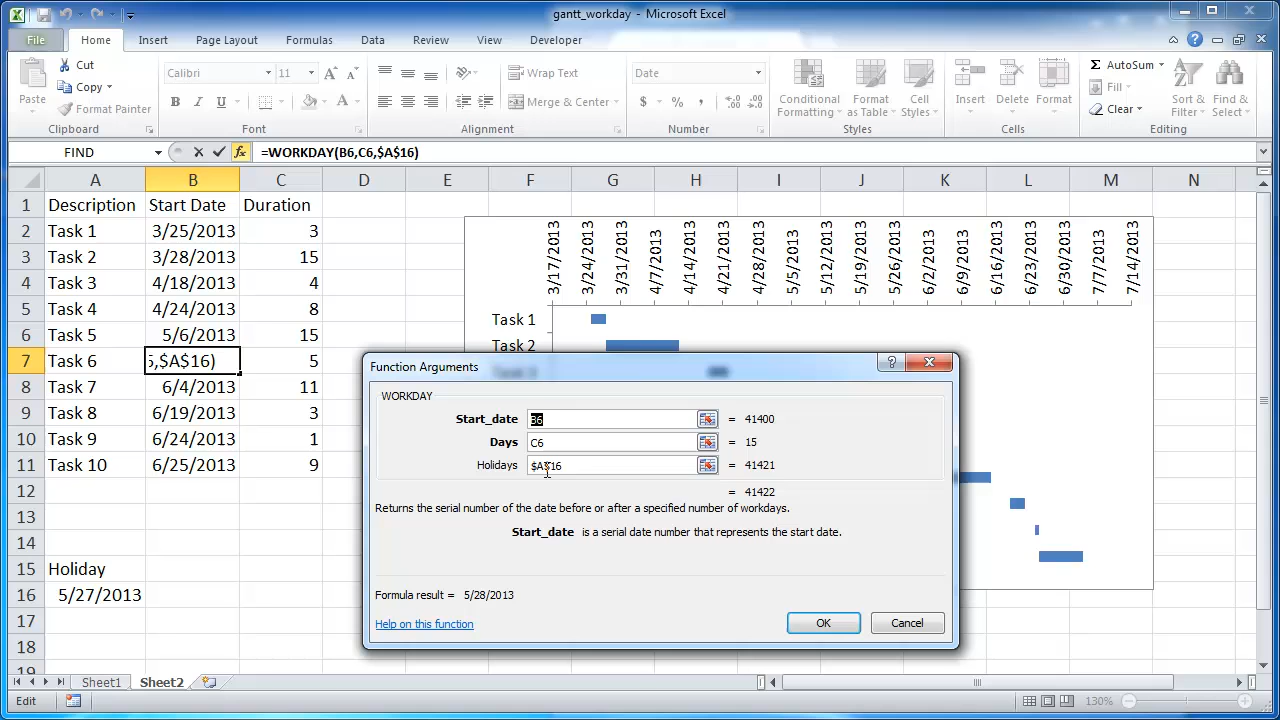 gantt_workday - Microsoft Excel
File Home Insert Page Layout Formulas Data Review View Developer
Paste
Cut
Copy
Format Painter
Clipboard
Calibri 11
B I U
Font
Wrap Text
Merge & Center
Alignment
Date
$ % , .00
Number
Conditional Formatting
Format as Table
Cell Styles
Styles
Insert Delete Format
Cells
Σ AutoSum
Fill
Clear
Sort & Filter
Find & Select
Editing
FIND fx =WORKDAY(B6,C6,$A$16)
A B C D E F G H I J K L M N
1 Description Start Date Duration
2 Task 1 3/25/2013 3
3 Task 2 3/28/2013 15
4 Task 3 4/18/2013 4
5 Task 4 4/24/2013 8
6 Task 5 5/6/2013 15
7 Task 6 ,$A$16) 5
8 Task 7 6/4/2013 11
9 Task 8 6/19/2013 3
10 Task 9 6/24/2013 1
11 Task 10 6/25/2013 9
12
13
14
15 Holiday
16 5/27/2013
17
18
19
3/17/2013 3/24/2013 3/31/2013 4/7/2013 4/14/2013 4/21/2013 4/28/2013 5/5/2013 5/12/2013 5/19/2013 5/26/2013 6/2/2013 6/9/2013 6/16/2013 6/23/2013 6/30/2013 7/7/2013 7/14/2013
Task 1
Task 2
Task 3
Function Arguments
WORKDAY
Start_date B6 = 41400
Days C6 = 15
Holidays $A$16 = 41421
= 41422
Returns the serial number of the date before or after a specified number of workdays.
Start_date is a serial date number that represents the start date.
Formula result = 5/28/2013
Help on this function
OK Cancel
Sheet1 Sheet2
Edit 130%